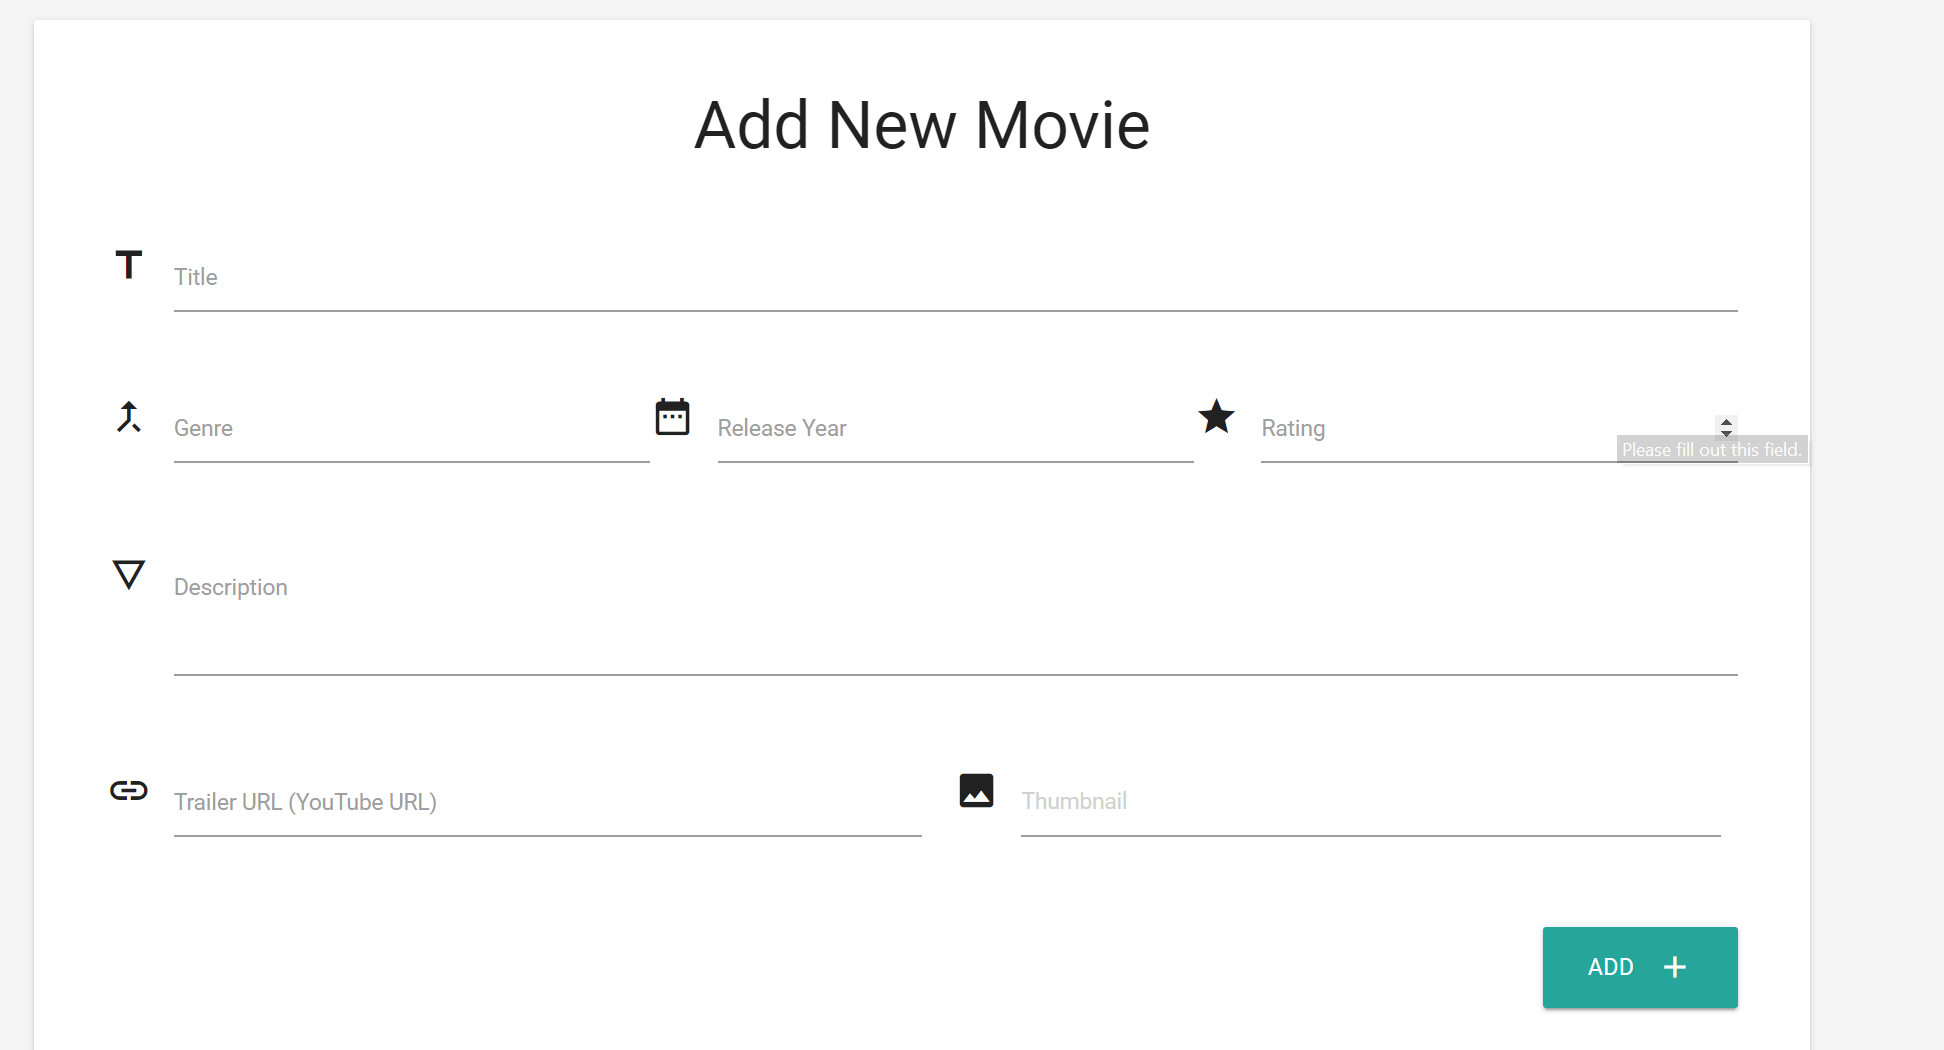 Add New Movie
Title
Genre
Release Year
Rating
Please fill out this field.
Description
Trailer URL (YouTube URL)
Thumbnail
ADD +